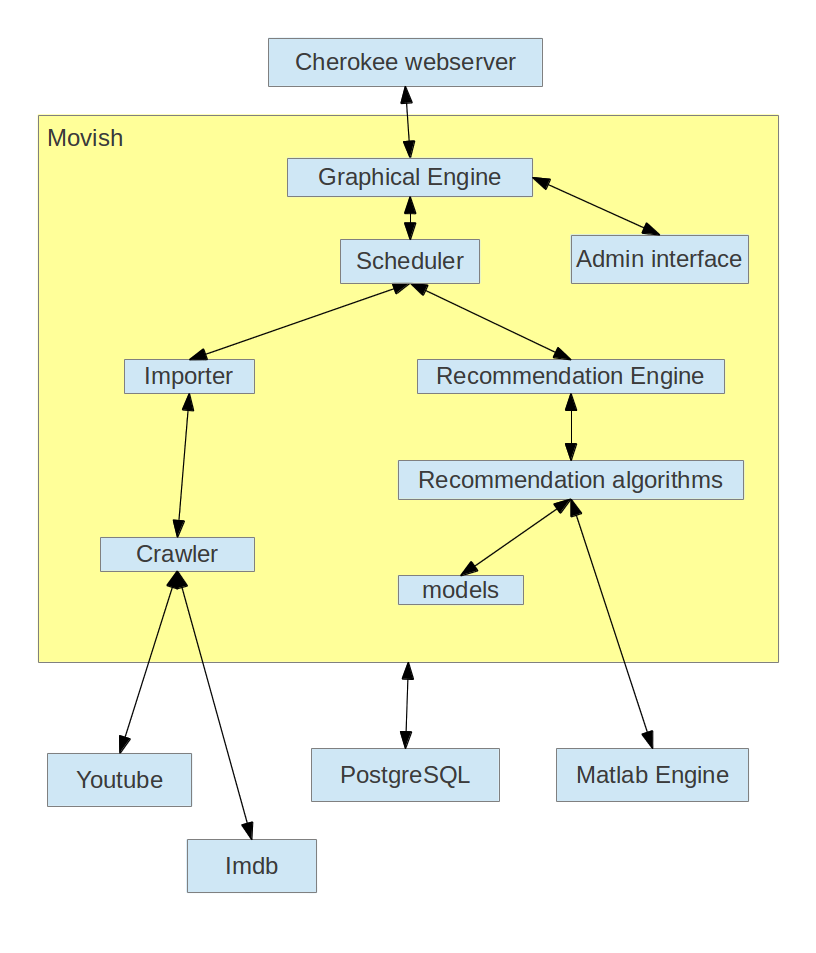 Cherokee webserver
Movish
Graphical Engine
Scheduler
Admin interface
Importer
Recommendation Engine
Recommendation algorithms
Crawler
models
Youtube
PostgreSQL
Matlab Engine
Imdb